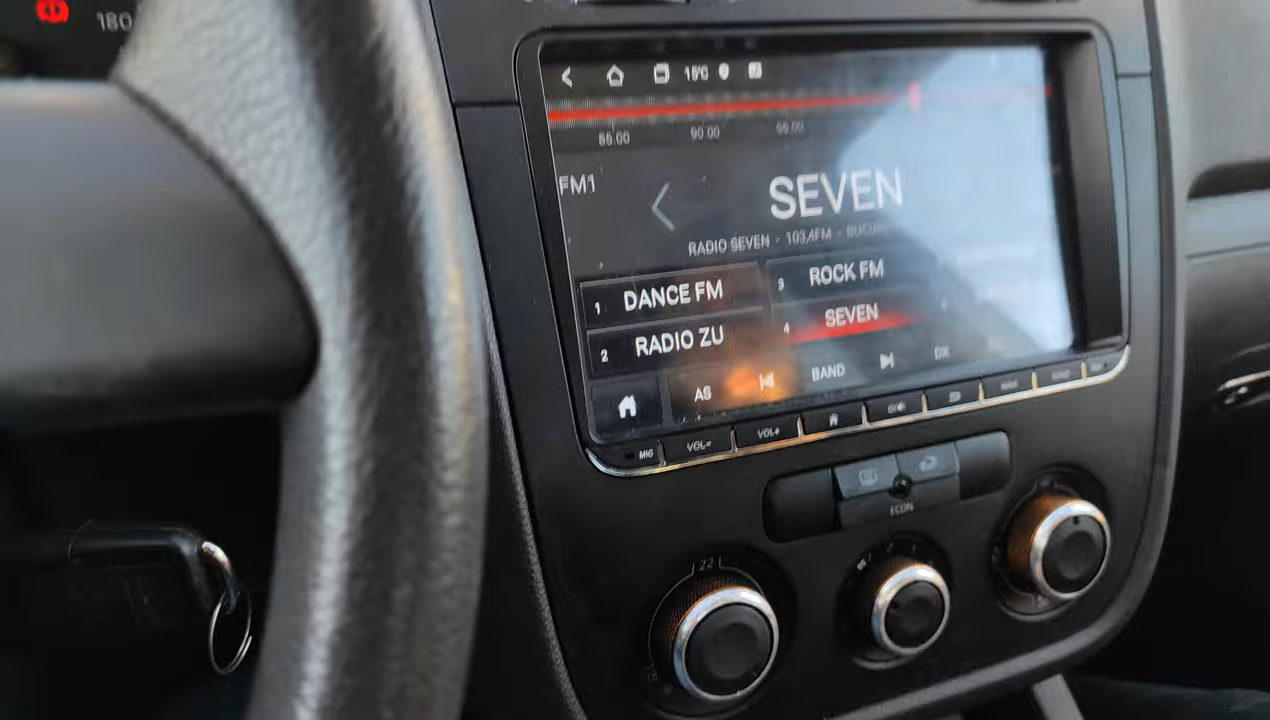 180
15°C
85.00 90.00 95.00
FM1
SEVEN
RADIO SEVEN - 103.4FM -
1 DANCE FM
3 ROCK FM
2 RADIO ZU
4 SEVEN
AS
BAND
DX
MIC VOL- VOL+
ECON
22
18